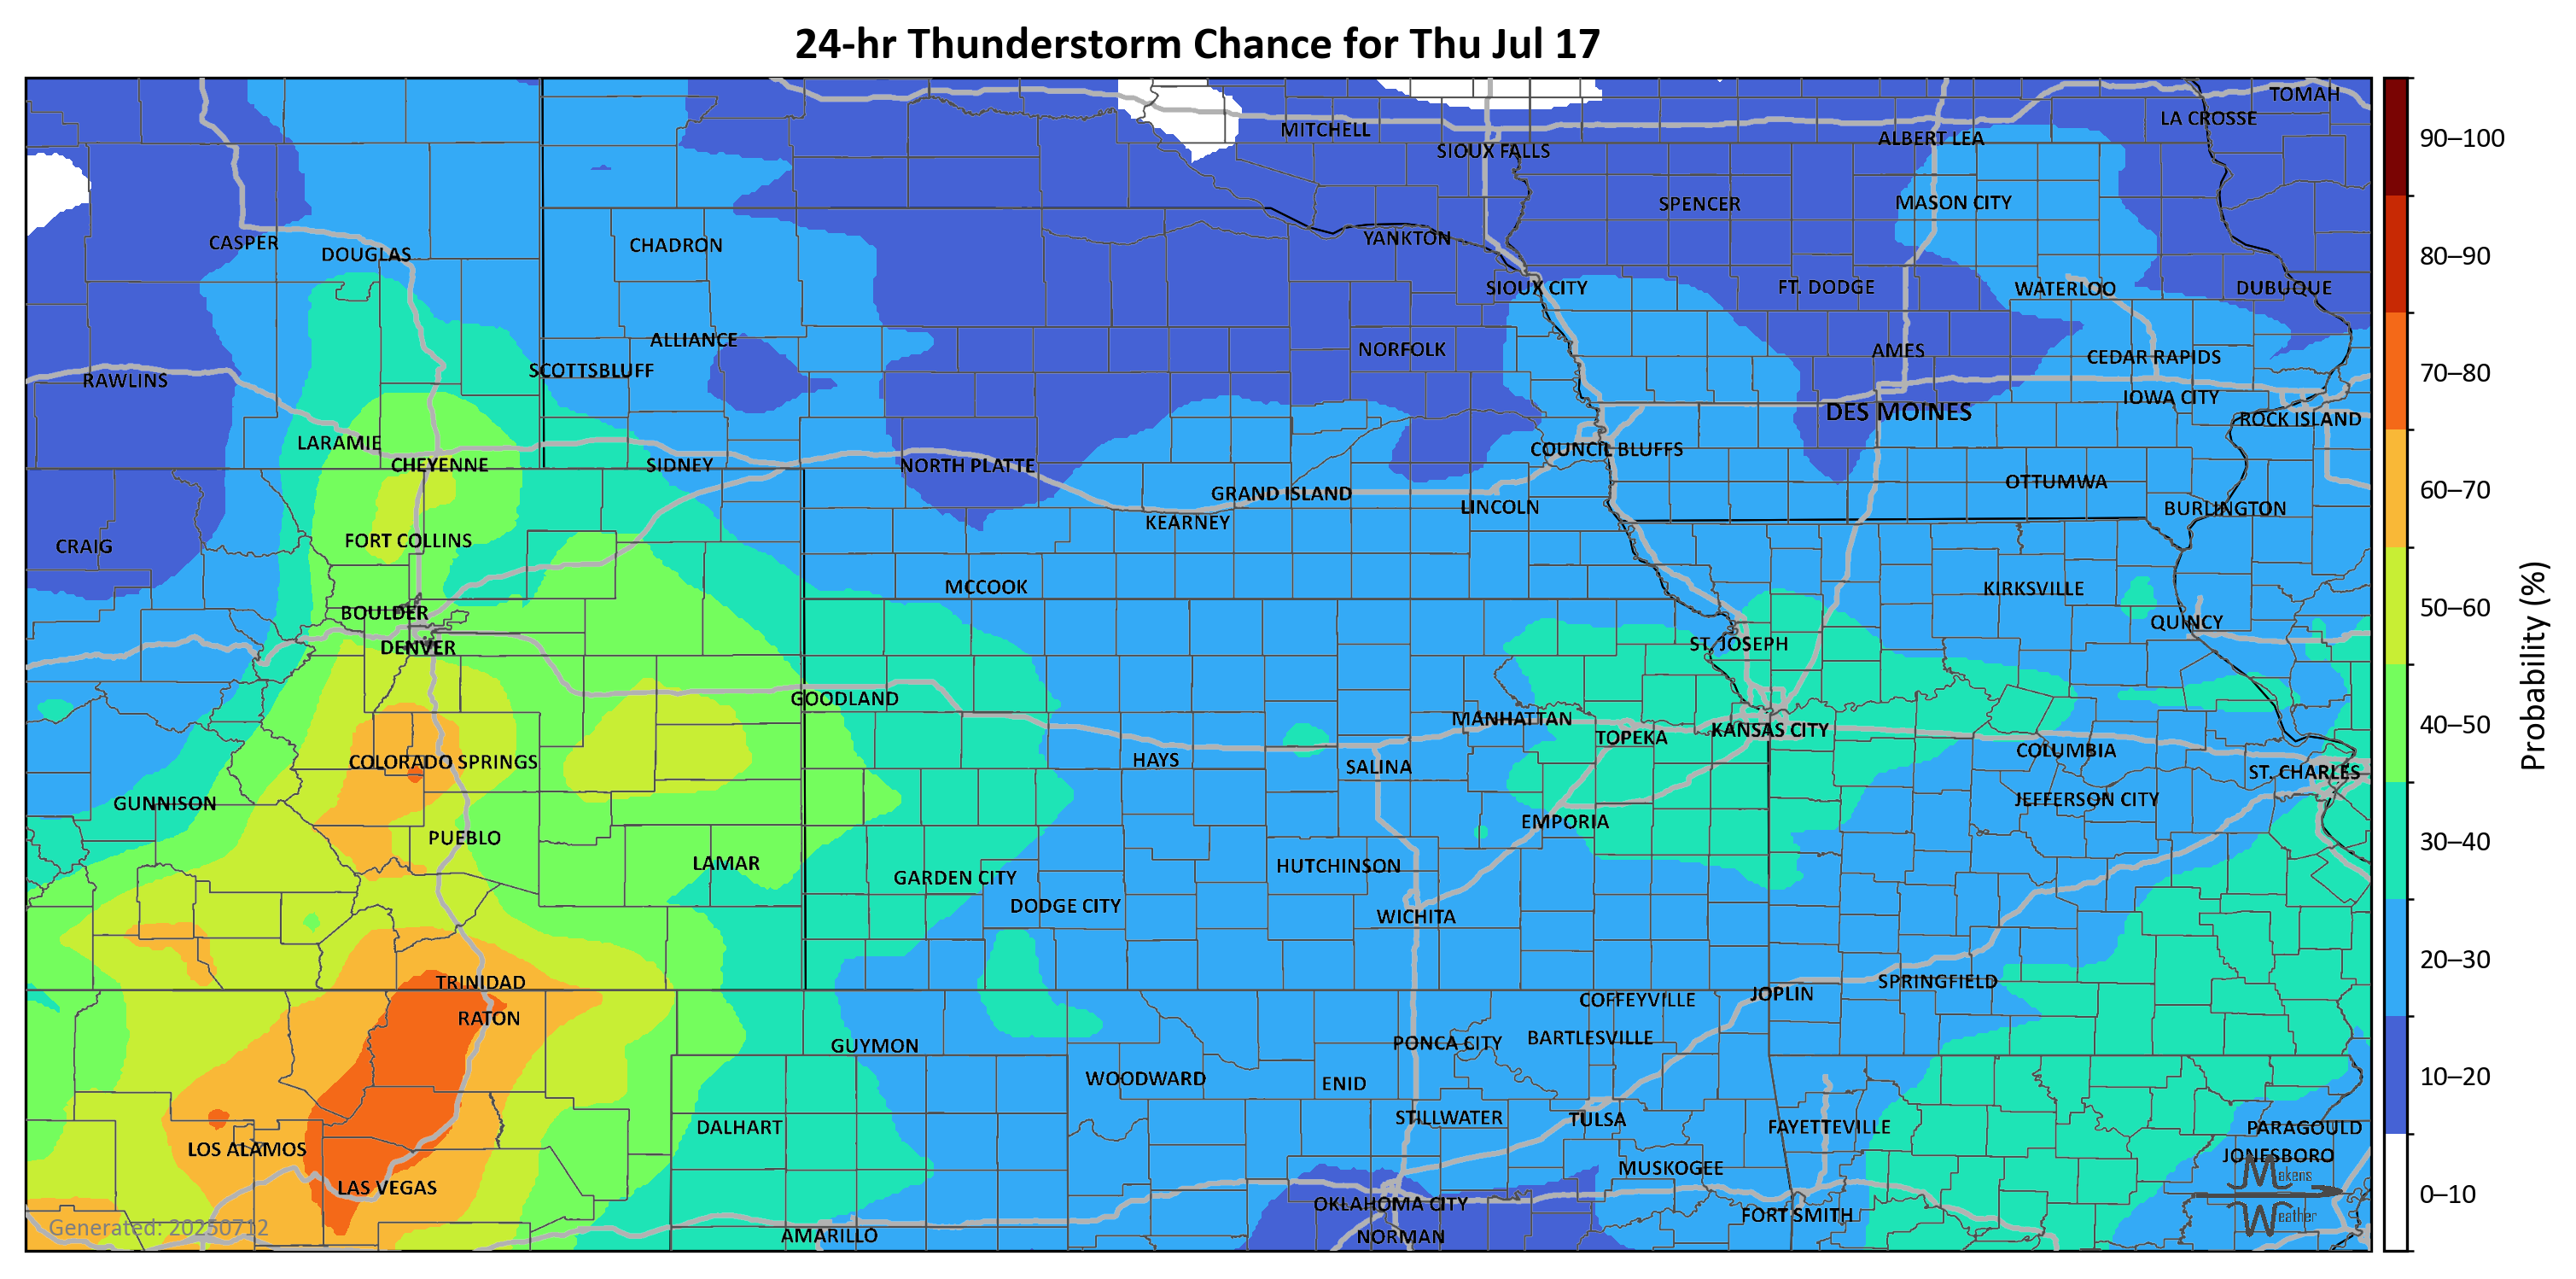 24-hr Thunderstorm Chance for Thu Jul 17
TOMAH
LA CROSSE
MITCHELL
ALBERT LEA
SIOUX FALLS
SPENCER
MASON CITY
CASPER
DOUGLAS
CHADRON
YANKTON
SIOUX CITY
FT. DODGE
WATERLOO
DUBUQUE
ALLIANCE
NORFOLK
AMES
CEDAR RAPIDS
RAWLINS
SCOTTSBLUFF
IOWA CITY
DES MOINES
ROCK ISLAND
LARAMIE
COUNCIL BLUFFS
CHEYENNE
SIDNEY
NORTH PLATTE
OTTUMWA
GRAND ISLAND
LINCOLN
BURLINGTON
KEARNEY
CRAIG
FORT COLLINS
MCCOOK
KIRKSVILLE
BOULDER
QUINCY
DENVER
ST. JOSEPH
GOODLAND
MANHATTAN
TOPEKA
KANSAS CITY
COLUMBIA
COLORADO SPRINGS
HAYS
SALINA
ST. CHARLES
GUNNISON
JEFFERSON CITY
EMPORIA
PUEBLO
LAMAR
HUTCHINSON
GARDEN CITY
DODGE CITY
WICHITA
TRINIDAD
SPRINGFIELD
JOPLIN
COFFEYVILLE
RATON
GUYMON
PONCA CITY
BARTLESVILLE
WOODWARD
ENID
STILLWATER
TULSA
DALHART
FAYETTEVILLE
PARAGOULD
LOS ALAMOS
JONESBORO
MUSKOGEE
LAS VEGAS
OKLAHOMA CITY
FORT SMITH
AMARILLO
NORMAN
Generated: 20250712
Makens
Weather
90–100
80–90
70–80
60–70
50–60
40–50
30–40
20–30
10–20
0–10
Probability (%)